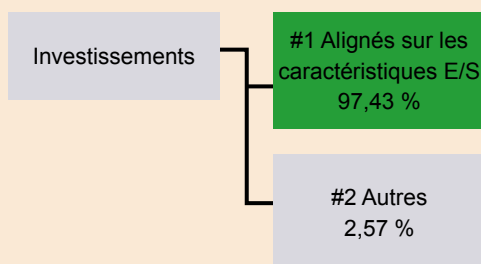 Investissements
#1 Alignés sur les
caractéristiques E/S
97,43 %
#2 Autres
2,57 %